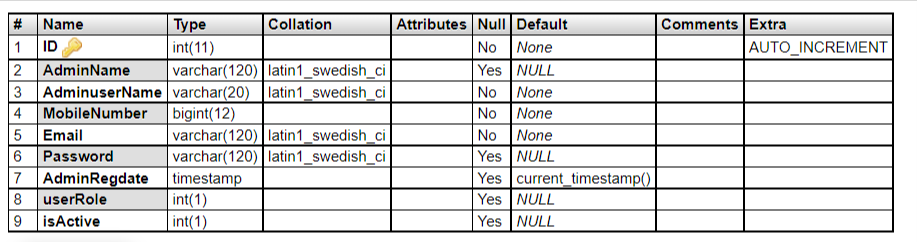 # Name Type Collation Attributes Null Default Comments Extra
1 ID int(11) No None AUTO_INCREMENT
2 AdminName varchar(120) latin1_swedish_ci Yes NULL
3 AdminuserName varchar(20) latin1_swedish_ci No None
4 MobileNumber bigint(12) No None
5 Email varchar(120) latin1_swedish_ci No None
6 Password varchar(120) latin1_swedish_ci Yes NULL
7 AdminRegdate timestamp Yes current_timestamp()
8 userRole int(1) Yes NULL
9 isActive int(1) Yes NULL